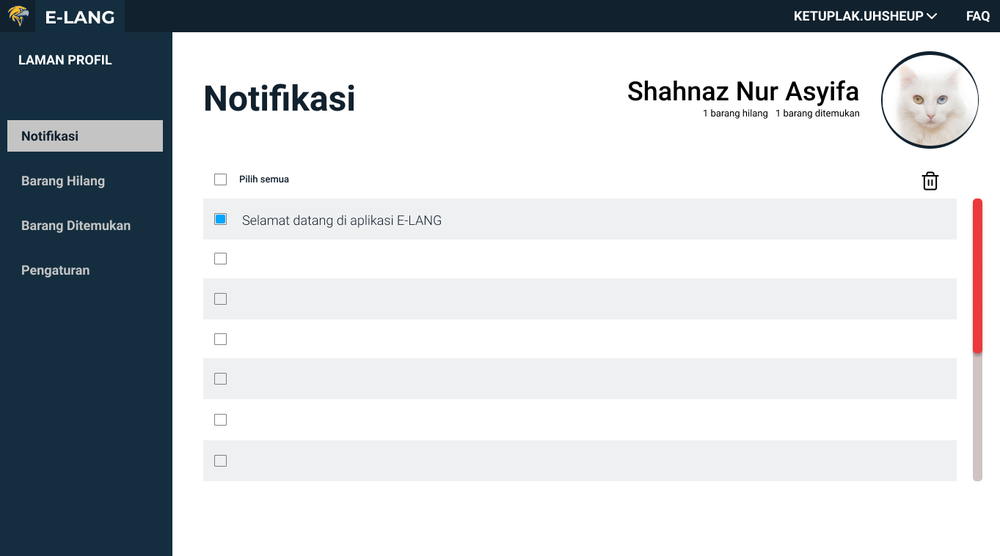 E-LANG
KETUPLAK.UHSHEUP
FAQ
LAMAN PROFIL
Notifikasi
Barang Hilang
Barang Ditemukan
Pengaturan
Notifikasi
Shahnaz Nur Asyifa
1 barang hilang 1 barang ditemukan
Pilih semua
Selamat datang di aplikasi E-LANG